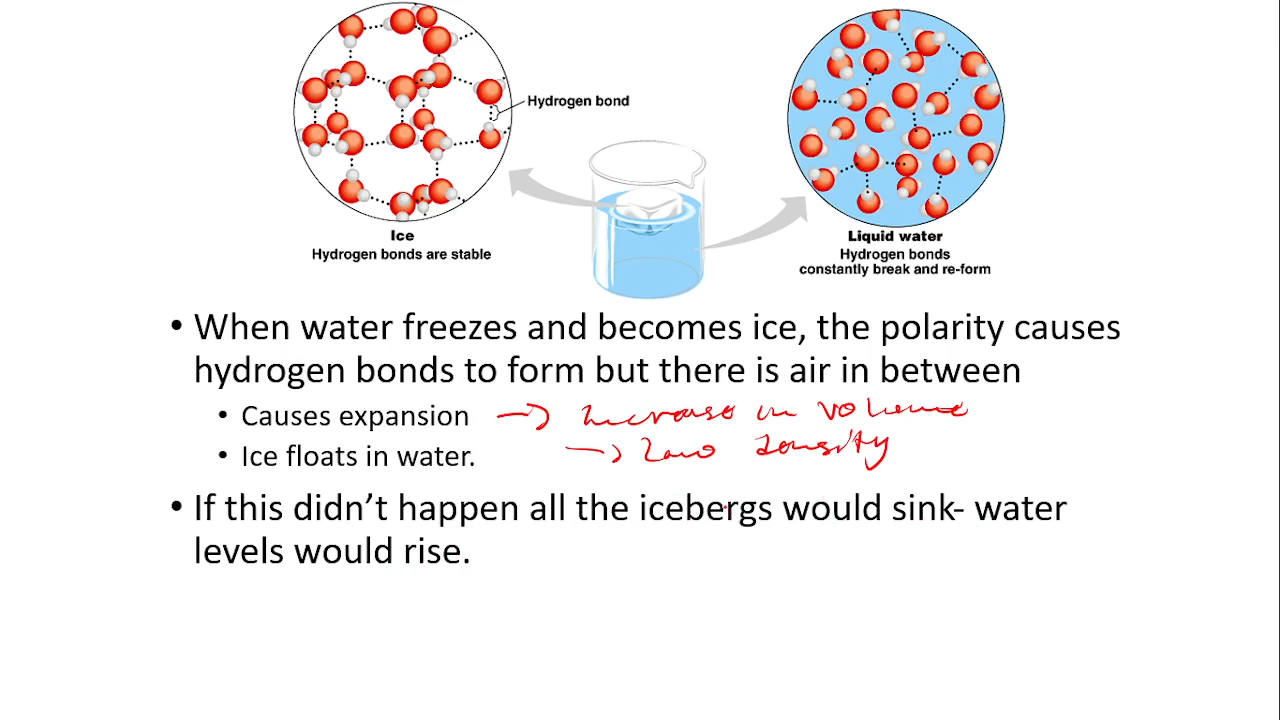 Hydrogen bond
Ice
Hydrogen bonds are stable
Liquid water
Hydrogen bonds
constantly break and re-form
• When water freezes and becomes ice, the polarity causes
hydrogen bonds to form but there is air in between
• Causes expansion → Increase in volume
• Ice floats in water. → Low density
• If this didn’t happen all the icebergs would sink- water
levels would rise.